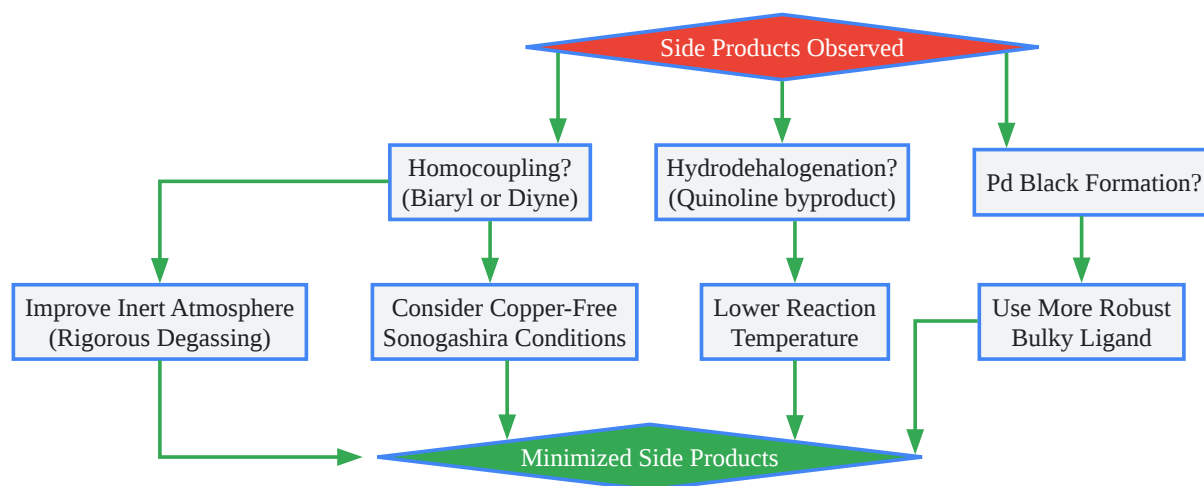 Side Products Observed
Homocoupling?
(Biaryl or Diyne)
Hydrodehalogenation?
(Quinoline byproduct)
Pd Black Formation?
Improve Inert Atmosphere
(Rigorous Degassing)
Consider Copper-Free
Sonogashira Conditions
Lower Reaction
Temperature
Use More Robust
Bulky Ligand
Minimized Side Products